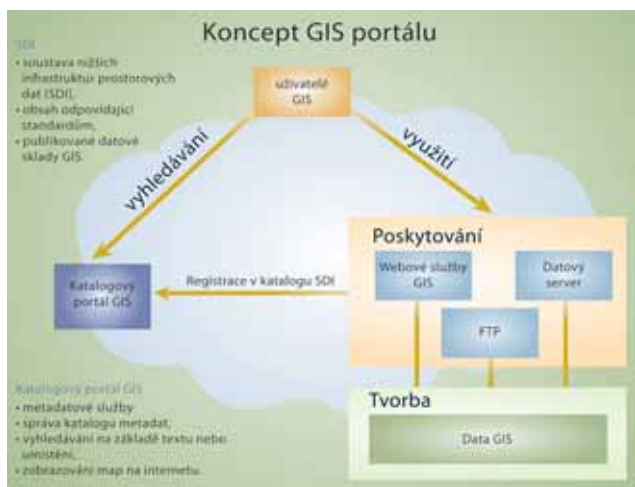 Koncept GIS portálu
SDI
• soustava nižších
infrastruktur prostorových
dat (SDI),
• obsah odpovídající
standardům,
• publikované datové
sklady GIS.
uživatelé
GIS
vyhledávání
využití
Poskytování
Webové služby
GIS
Datový
server
FTP
Katalogový
portál GIS
Registrace v katalogu SDI
Katalogový portál GIS
• metadatové služby
• správa katalogu metadat,
• vyhledávání na základě textu nebo
umístění,
• zobrazování map na internetu.
Tvorba
Data GIS